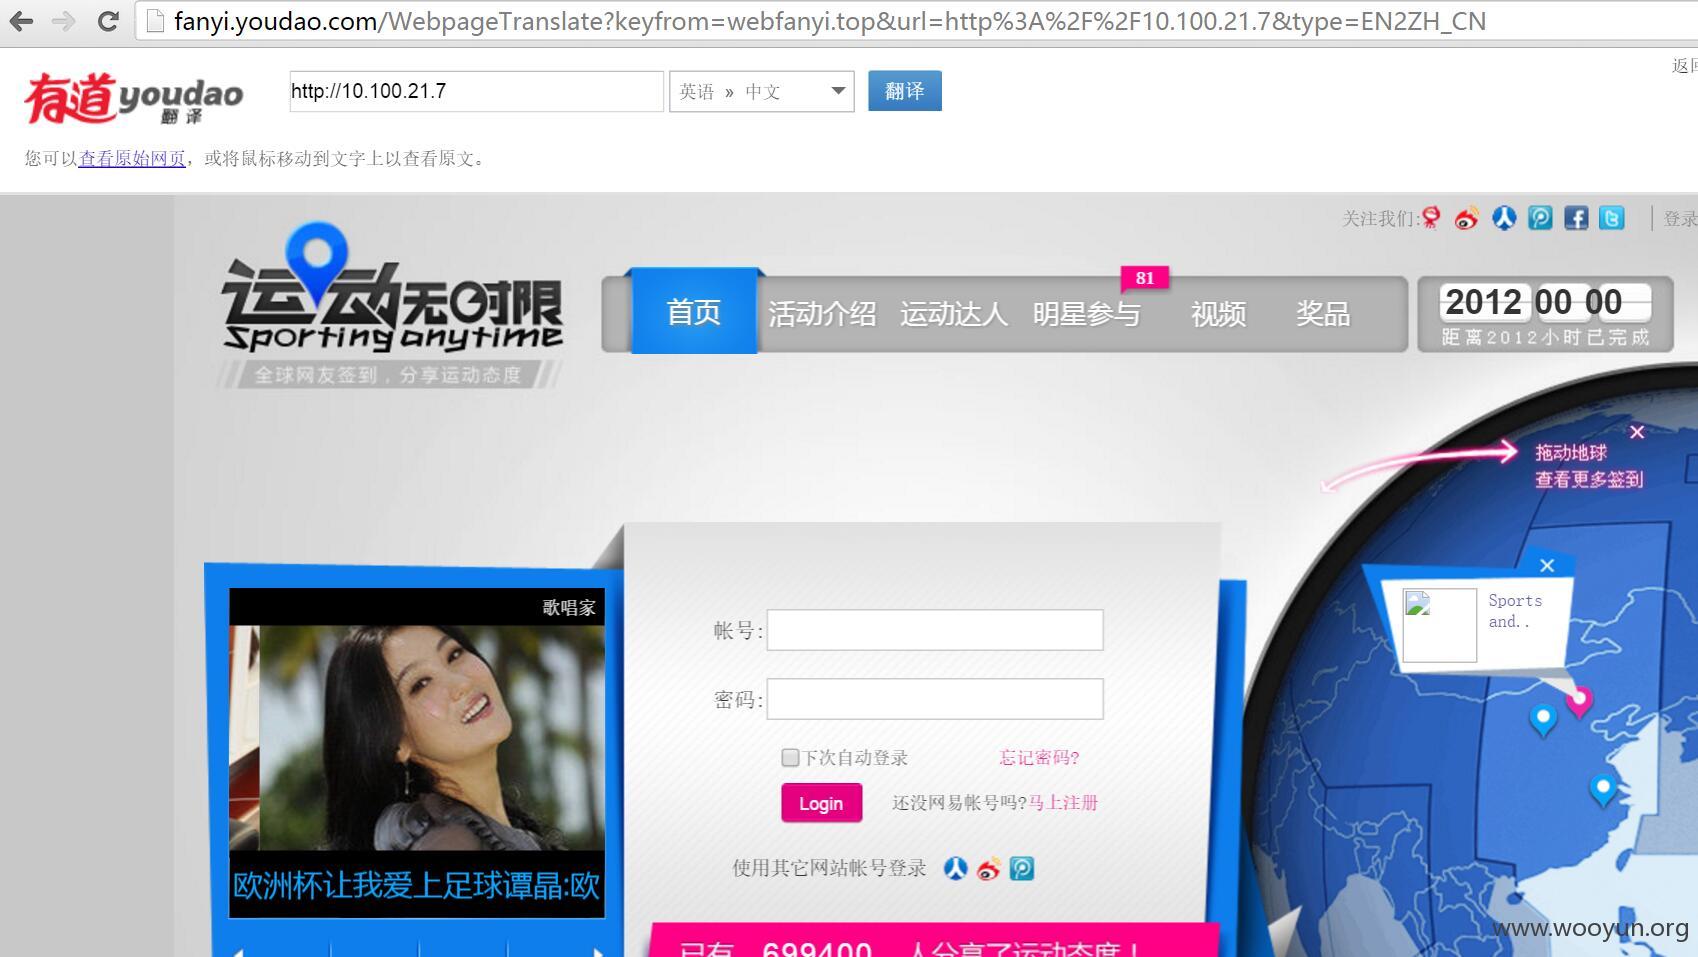 fanyi.youdao.com/WebpageTranslate?keyfrom=webfanyi.top&url=http%3A%2F%2F10.100.21.7&type=EN2ZH_CN
有道youdao
翻译
http://10.100.21.7
英语 » 中文
翻译
您可以查看原始网页，或将鼠标移动到文字上以查看原文。
关注我们:
登录
运动无时限
Sporting anytime
全球网友签到，分享运动态度
首页
活动介绍
运动达人
明星参与
81
视频
奖品
2012 00 00
距离2012小时已完成
拖动地球
查看更多签到
Sports
and..
歌唱家
欧洲杯让我爱上足球谭晶:欧
帐号:
密码:
下次自动登录
忘记密码?
Login
还没网易帐号吗?马上注册
使用其它网站帐号登录
已有 699400 人分享了运动态度！
www.wooyun.org